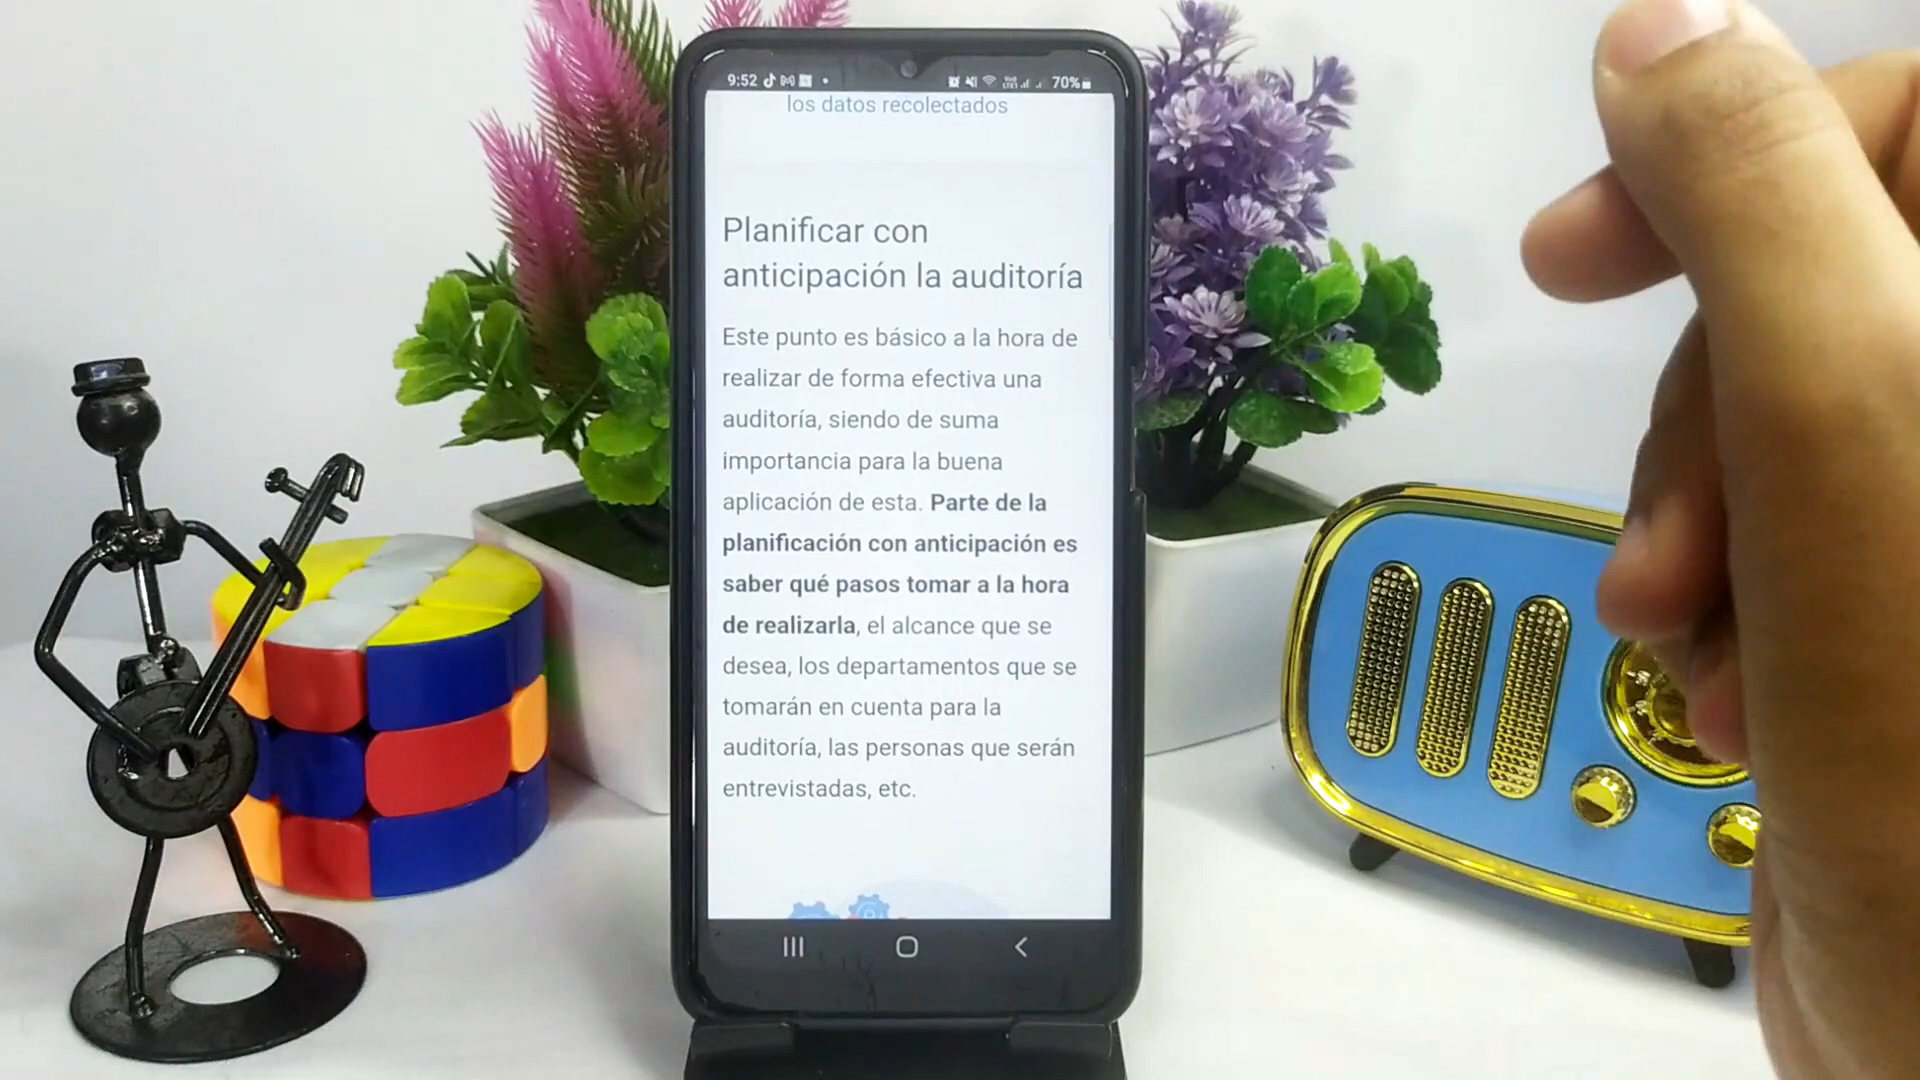 9:52
70%
los datos recolectados
Planificar con
anticipación la auditoría
Este punto es básico a la hora de
realizar de forma efectiva una
auditoría, siendo de suma
importancia para la buena
aplicación de esta. Parte de la
planificación con anticipación es
saber qué pasos tomar a la hora
de realizarla, el alcance que se
desea, los departamentos que se
tomarán en cuenta para la
auditoría, las personas que serán
entrevistadas, etc.